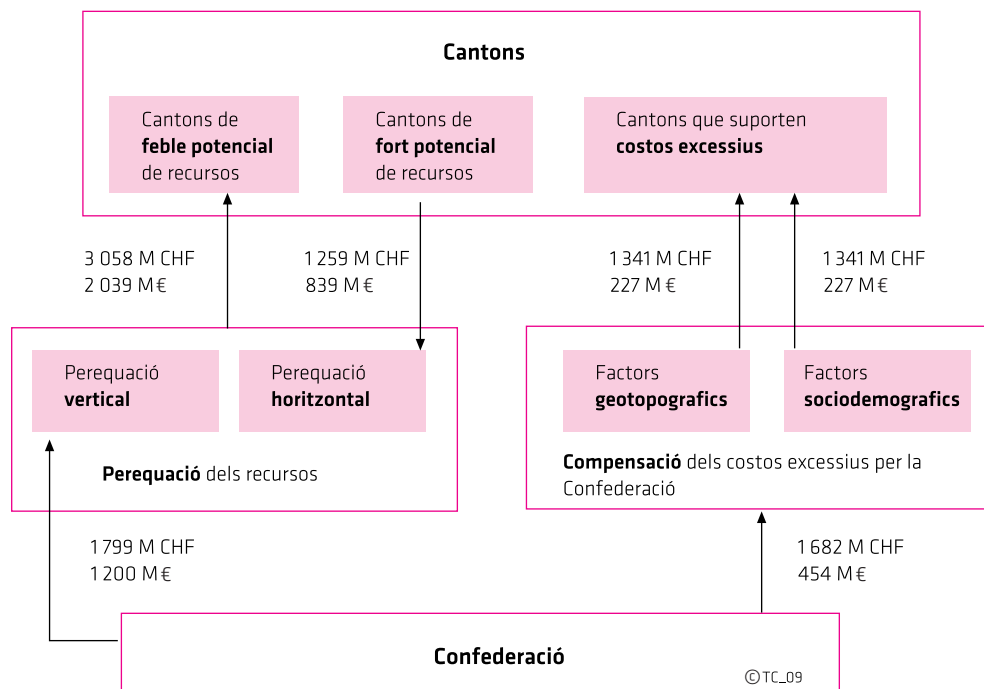 Cantons
Cantons de
feble potencial
de recursos
Cantons de
fort potencial
de recursos
Cantons que suporten
costos excessius
3 058 M CHF
2 039 M €
1 259 M CHF
839 M €
1 341 M CHF
227 M €
1 341 M CHF
227 M €
Perequació
vertical
Perequació
horitzontal
Perequació dels recursos
Factors
geotopografics
Factors
sociodemografics
Compensació dels costos excessius per la
Confederació
1 799 M CHF
1 200 M €
1 682 M CHF
454 M €
Confederació
© TC_09